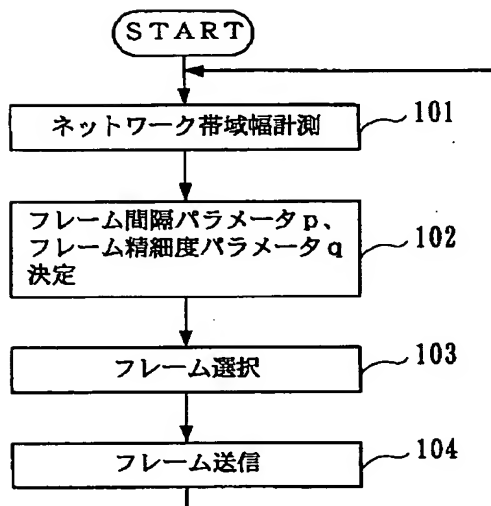 START
ネットワーク帯域幅計測
101
フレーム間隔パラメータp、
フレーム精細度パラメータq
決定
102
フレーム選択
103
フレーム送信
104